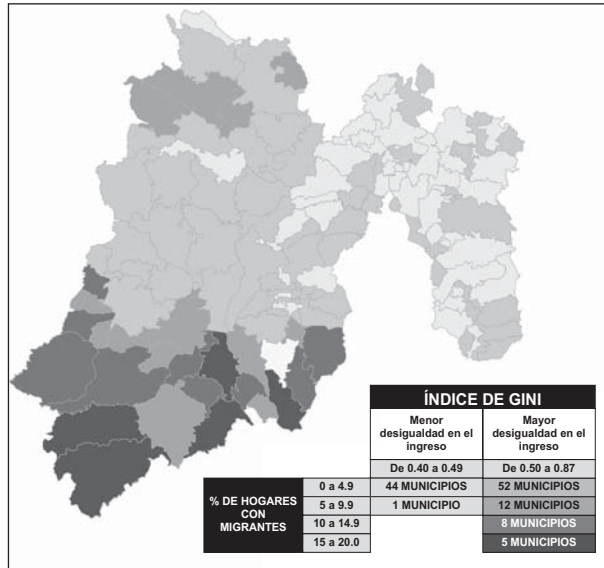 ÍNDICE DE GINI
Menor
desigualdad en el
ingreso
Mayor
desigualdad en el
ingreso
De 0.40 a 0.49
De 0.50 a 0.87
% DE HOGARES
CON
MIGRANTES
0 a 4.9
44 MUNICIPIOS
52 MUNICIPIOS
5 a 9.9
1 MUNICIPIO
12 MUNICIPIOS
10 a 14.9
8 MUNICIPIOS
15 a 20.0
5 MUNICIPIOS